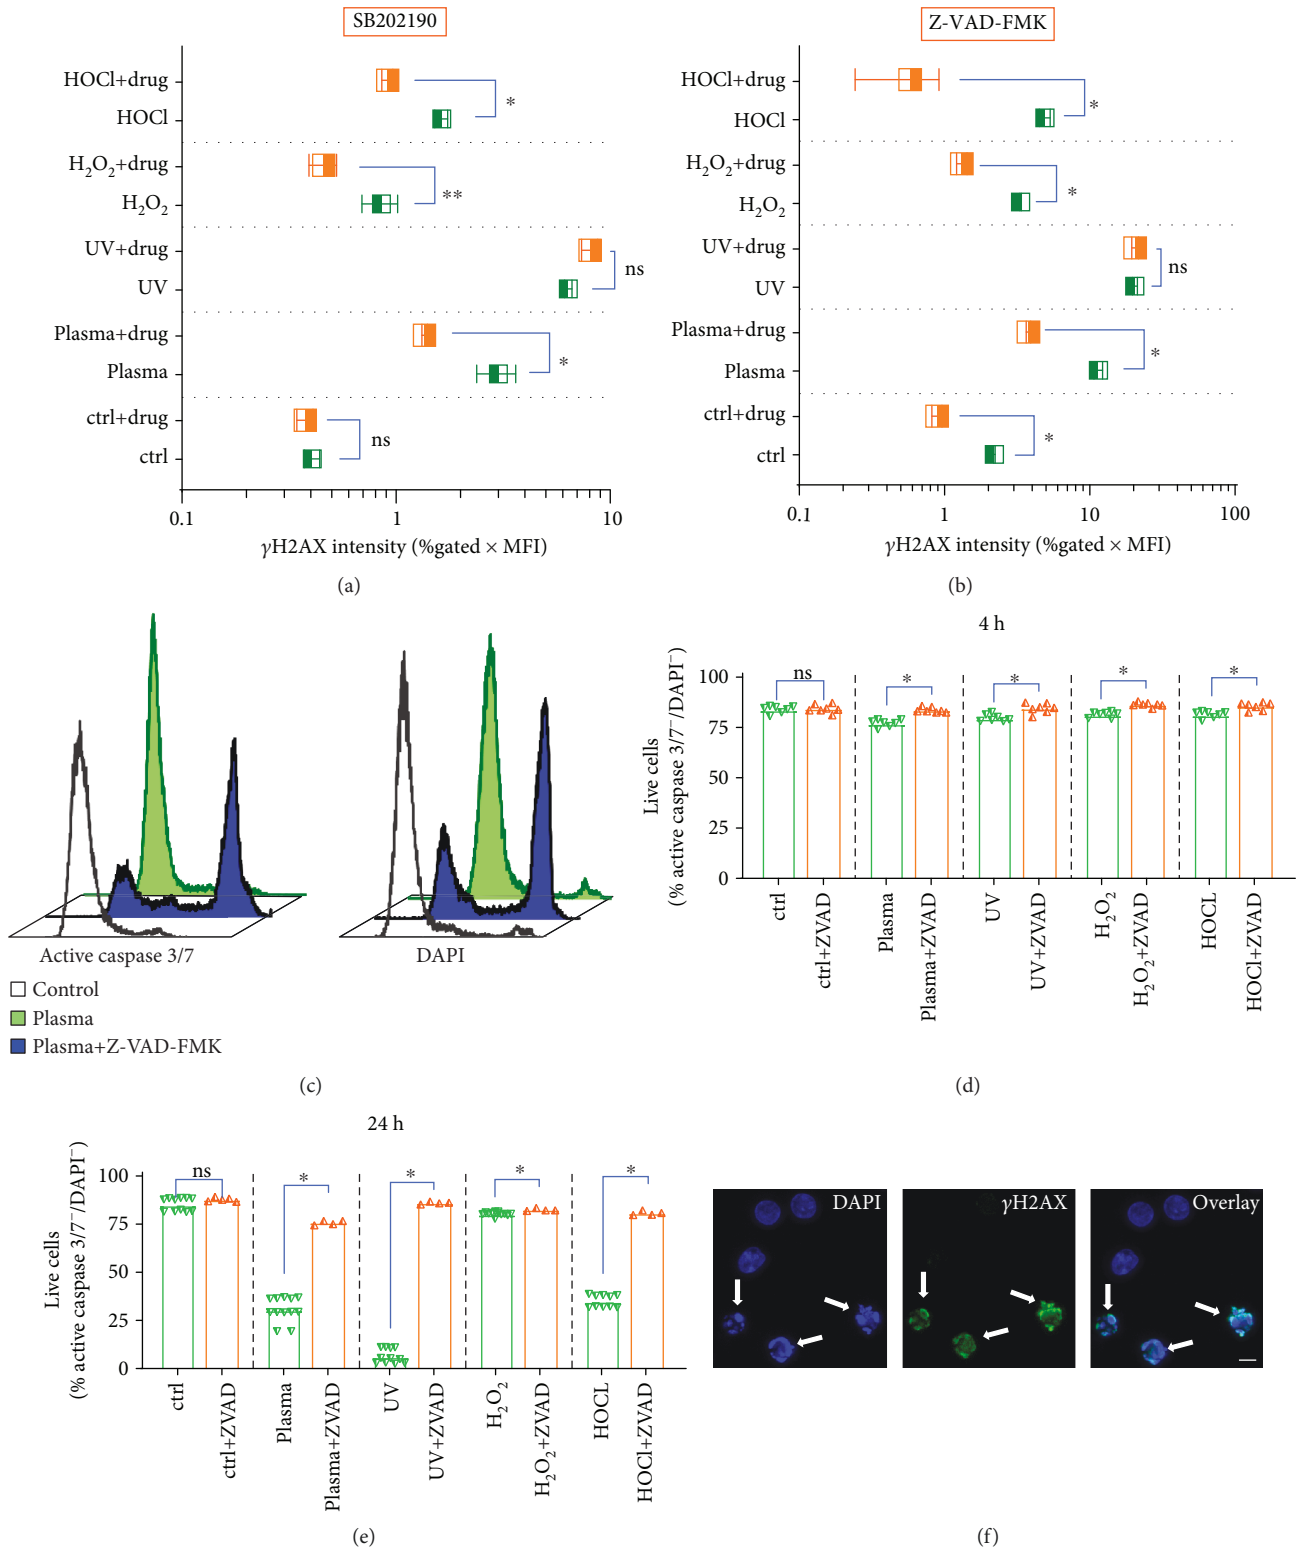 SB202190
HOCl+drug
HOCl
H₂O₂+drug
H₂O₂
UV+drug
UV
Plasma+drug
Plasma
ctrl+drug
ctrl
*
**
ns
*
ns
0.1 1 10
γH2AX intensity (%gated × MFI)
(a)
Z-VAD-FMK
HOCl+drug
HOCl
H₂O₂+drug
H₂O₂
UV+drug
UV
Plasma+drug
Plasma
ctrl+drug
ctrl
*
*
ns
*
*
0.1 1 10 100
γH2AX intensity (%gated × MFI)
(b)
Active caspase 3/7
DAPI
Control
Plasma
Plasma+Z-VAD-FMK
(c)
4 h
Live cells
(% active caspase 3/7⁻/DAPI⁻)
100
75
50
25
0
ns * * * *
ctrl
ctrl+ZVAD
Plasma
Plasma+ZVAD
UV
UV+ZVAD
H₂O₂
H₂O₂+ZVAD
HOCL
HOCl+ZVAD
(d)
24 h
Live cells
(% active caspase 3/7⁻/DAPI⁻)
100
75
50
25
0
ns * * * *
ctrl
ctrl+ZVAD
Plasma
Plasma+ZVAD
UV
UV+ZVAD
H₂O₂
H₂O₂+ZVAD
HOCL
HOCl+ZVAD
(e)
DAPI
γH2AX
Overlay
(f)